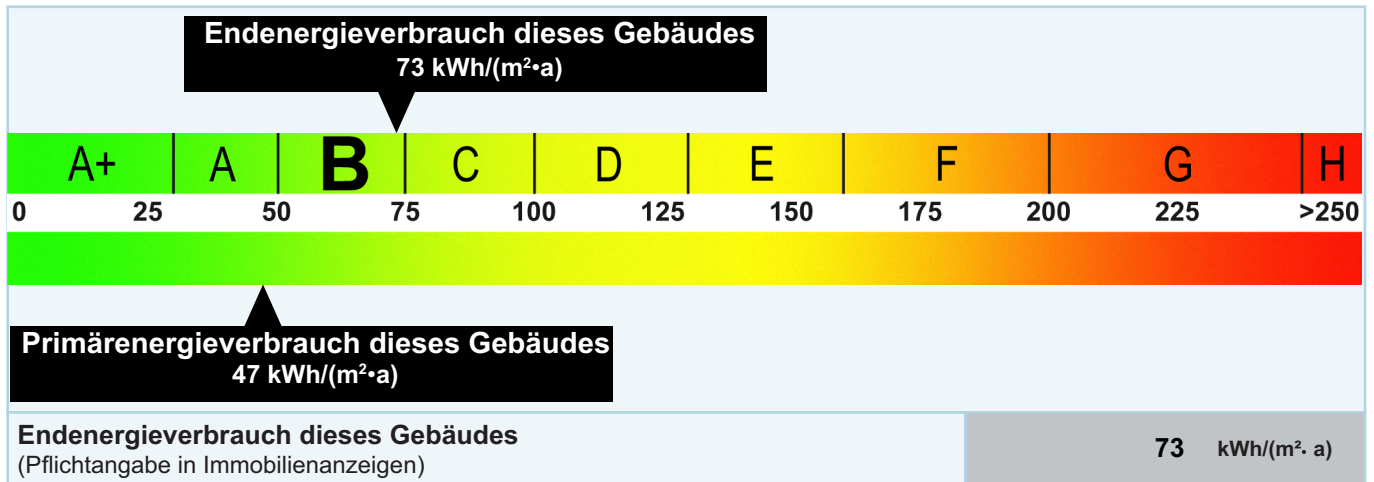 Endenergieverbrauch dieses Gebäudes
73 kWh/(m²•a)
A+ A B C D E F G H
0 25 50 75 100 125 150 175 200 225 >250
Primärenergieverbrauch dieses Gebäudes
47 kWh/(m²•a)
Endenergieverbrauch dieses Gebäudes
(Pflichtangabe in Immobilienanzeigen)
73 kWh/(m²· a)